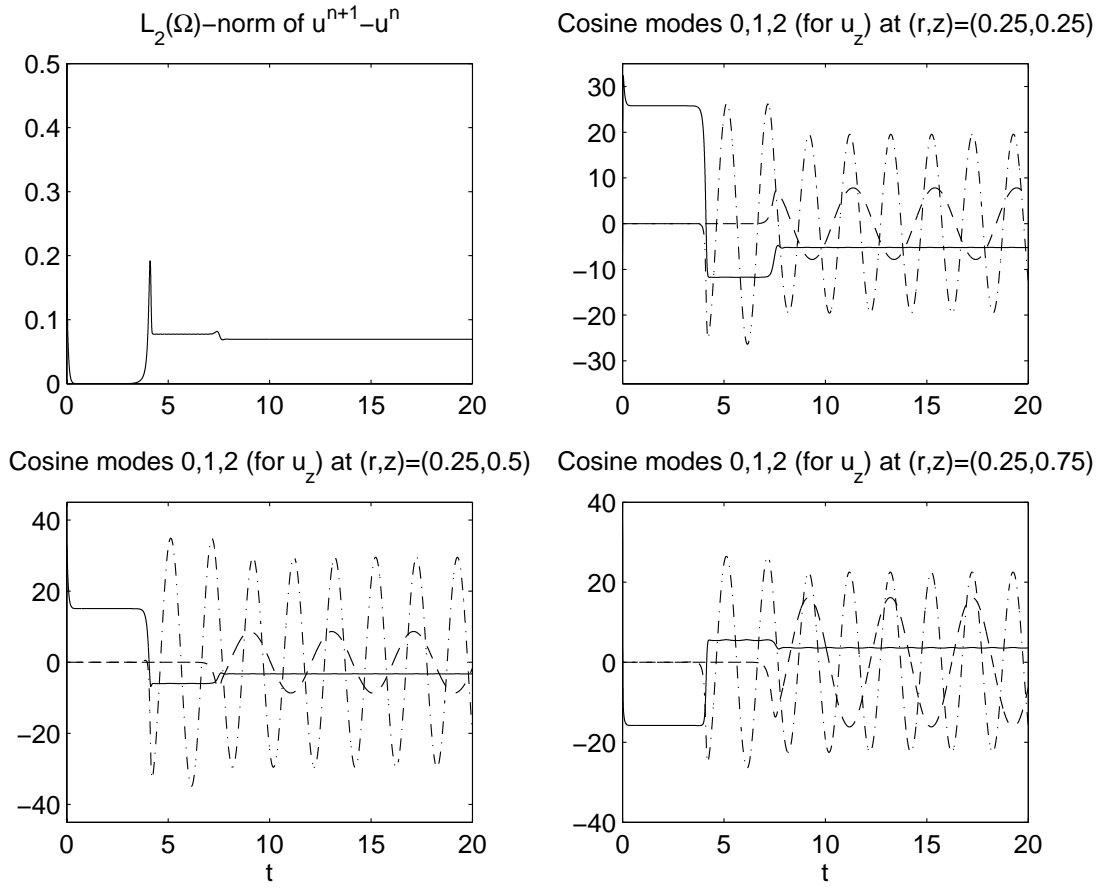 L₂(Ω)−norm of uⁿ⁺¹−uⁿ
0.5
0.4
0.3
0.2
0.1
0
0 5 10 15 20
Cosine modes 0,1,2 (for u_z) at (r,z)=(0.25,0.25)
30
20
10
0
−10
−20
−30
0 5 10 15 20
Cosine modes 0,1,2 (for u_z) at (r,z)=(0.25,0.5)
40
20
0
−20
−40
0 5 10 15 20
t
Cosine modes 0,1,2 (for u_z) at (r,z)=(0.25,0.75)
40
20
0
−20
−40
0 5 10 15 20
t